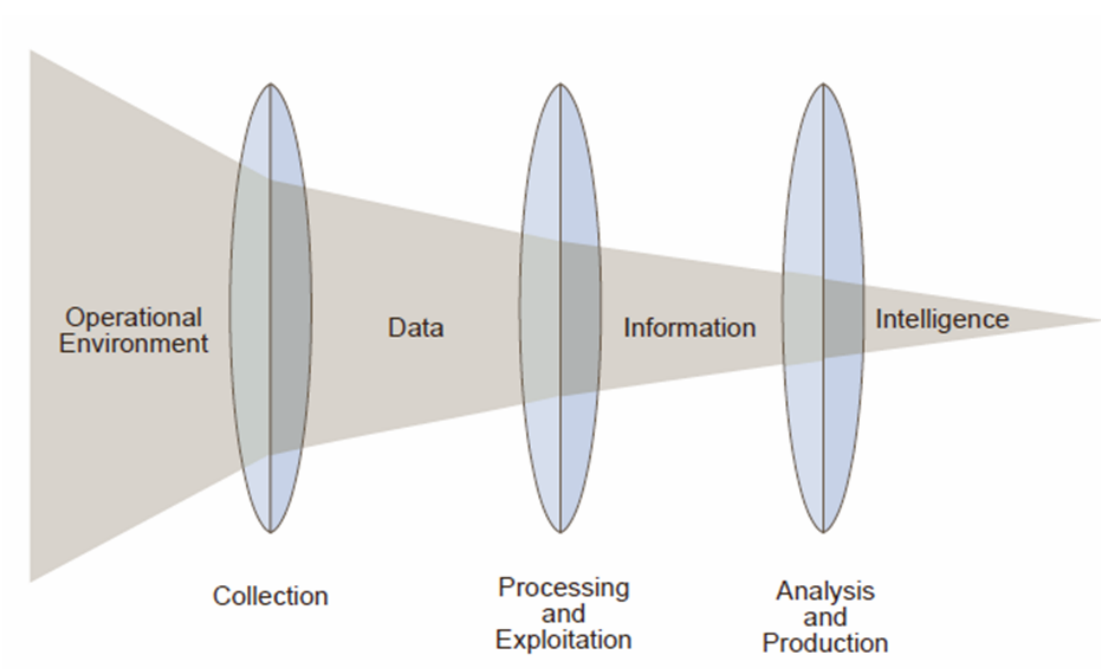 Operational
Environment
Data
Information
Intelligence
Collection
Processing
and
Exploitation
Analysis
and
Production